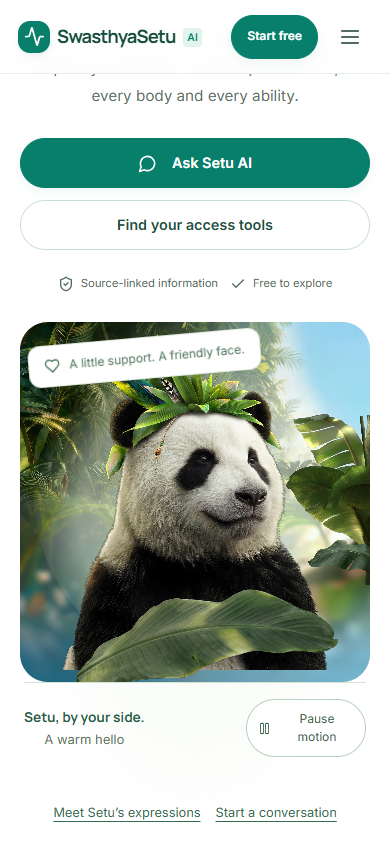 SwasthyaSetu AI
Start free
every body and every ability.
Ask Setu AI
Find your access tools
Source-linked information
Free to explore
A little support. A friendly face.
Setu, by your side.
A warm hello
Pause
motion
Meet Setu's expressions
Start a conversation